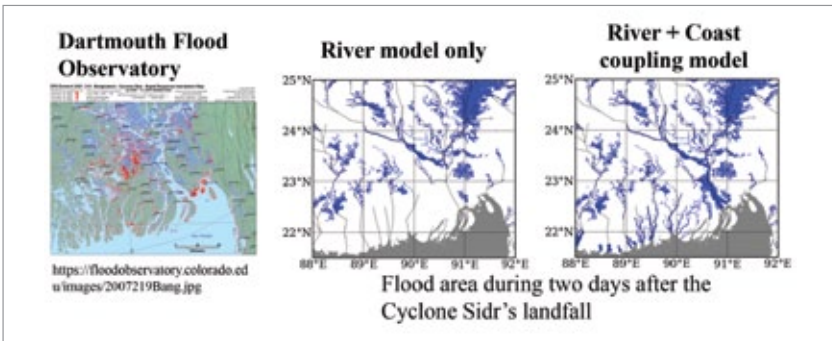 Dartmouth Flood
Observatory
River model only
River + Coast
coupling model
25°N
24°N
23°N
22°N
88°E
89°E
90°E
91°E
92°E
25°N
24°N
23°N
22°N
88°E
89°E
90°E
91°E
92°E
https://floodobservatory.colorado.ed
u/images/2007219Bang.jpg
Flood area during two days after the
Cyclone Sidr's landfall